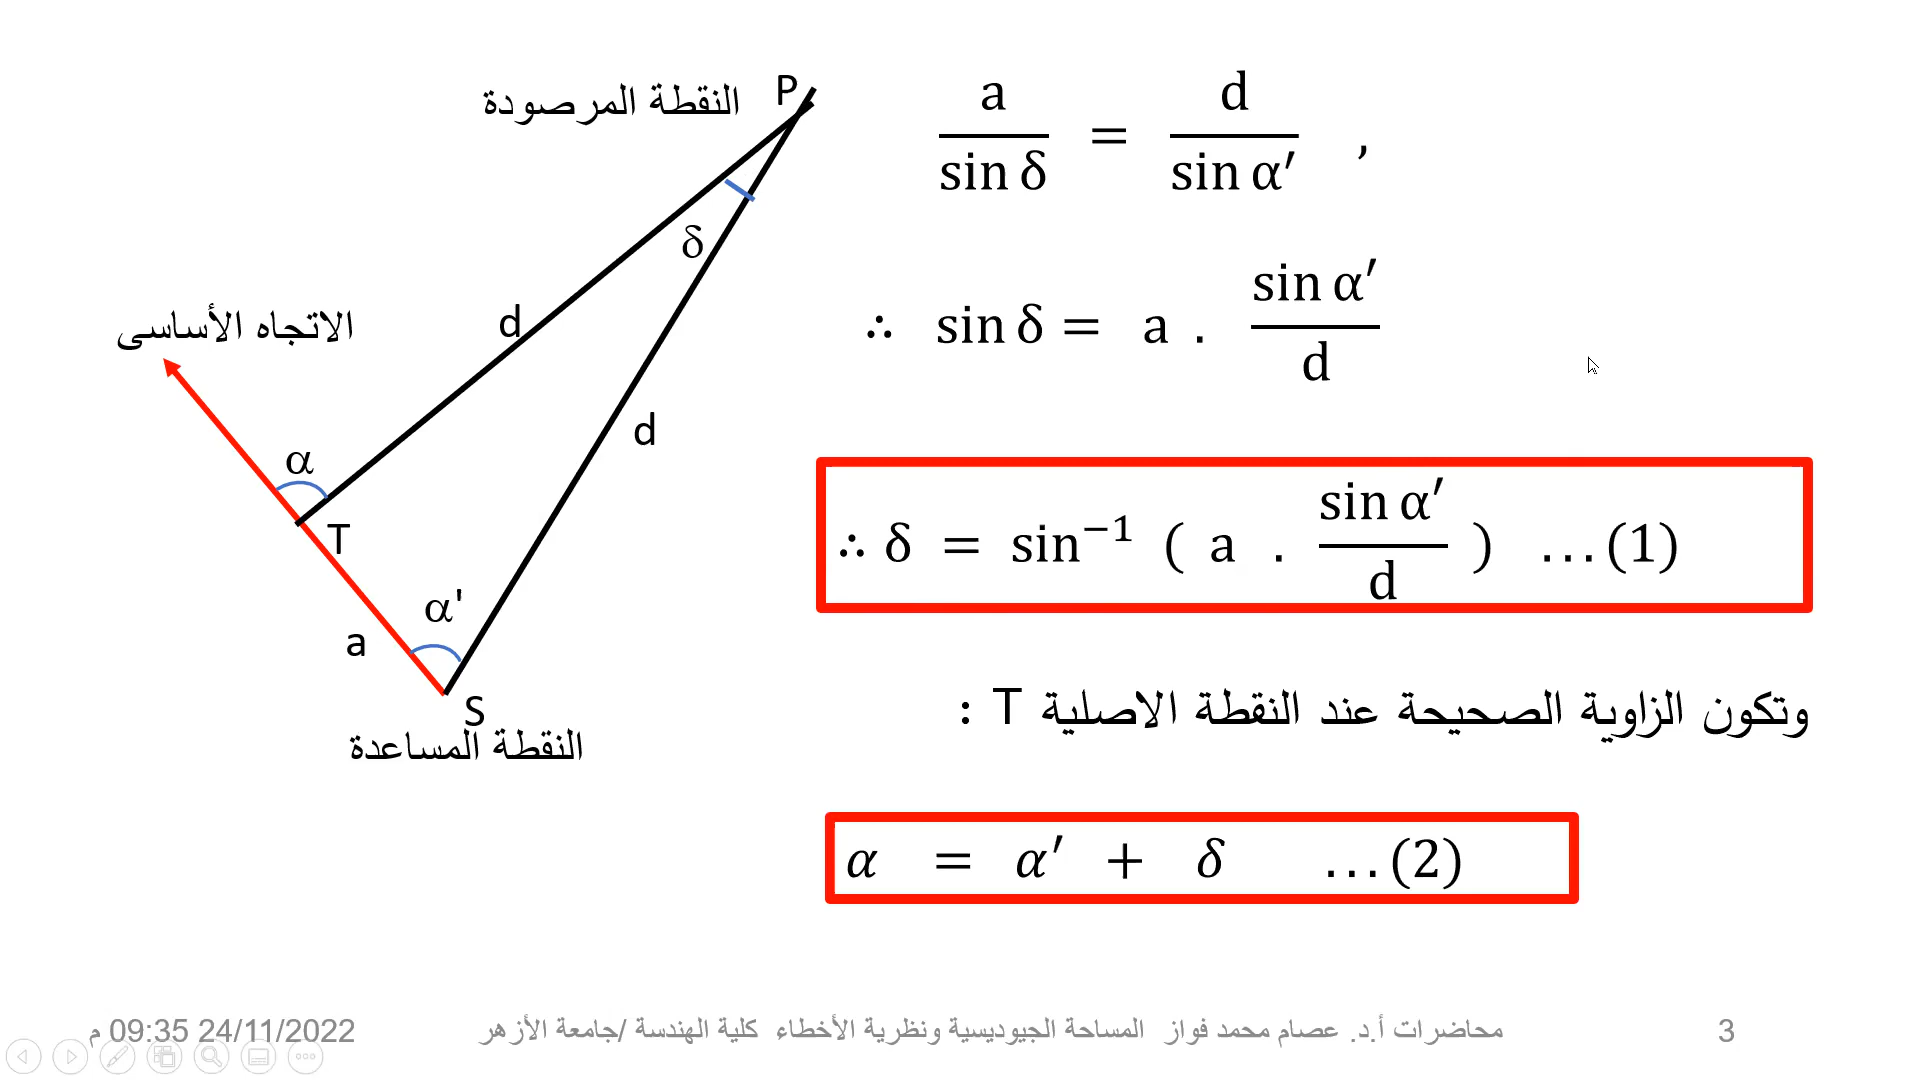 النقطة المرصودة
P
δ
d
d
الاتجاه الأساسى
α
T
α'
a
S
النقطة المساعدة
a / sin δ = d / sin α′ ,
∴ sin δ = a . sin α′ / d
∴ δ = sin⁻¹ ( a . sin α′ / d ) …(1)
وتكون الزاوية الصحيحة عند النقطة الاصلية T :
α = α′ + δ …(2)
09:35 24/11/2022 م
محاضرات أ.د. عصام محمد فواز المساحة الجيوديسية ونظرية الأخطاء كلية الهندسة /جامعة الأزهر
3